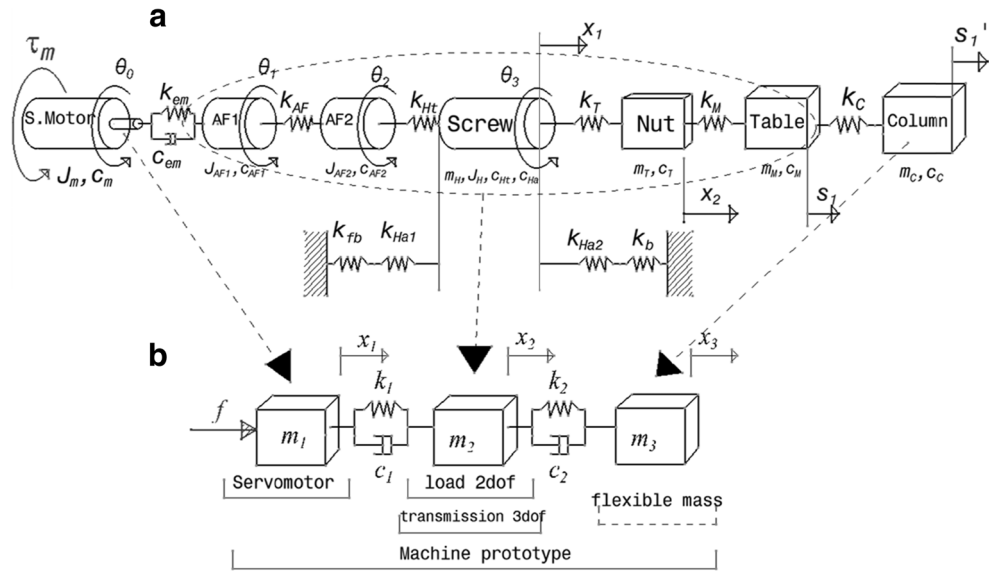 a
τm
θ0
kem
cem
S.Motor
Jm, cm
θ1
AF1
JAF1, cAF1
kAF
θ2
AF2
JAF2, cAF2
kHt
θ3
Screw
mH, JH, cHt, cHa
x1
kT
Nut
mT, cT
x2
kM
Table
mM, cM
s1
kC
Column
mC, cC
s1'
kfb
kHa1
kHa2
kb
b
f
x1
x2
x3
m1
k1
c1
m2
k2
c2
m3
Servomotor
load 2dof
flexible mass
transmission 3dof
Machine prototype